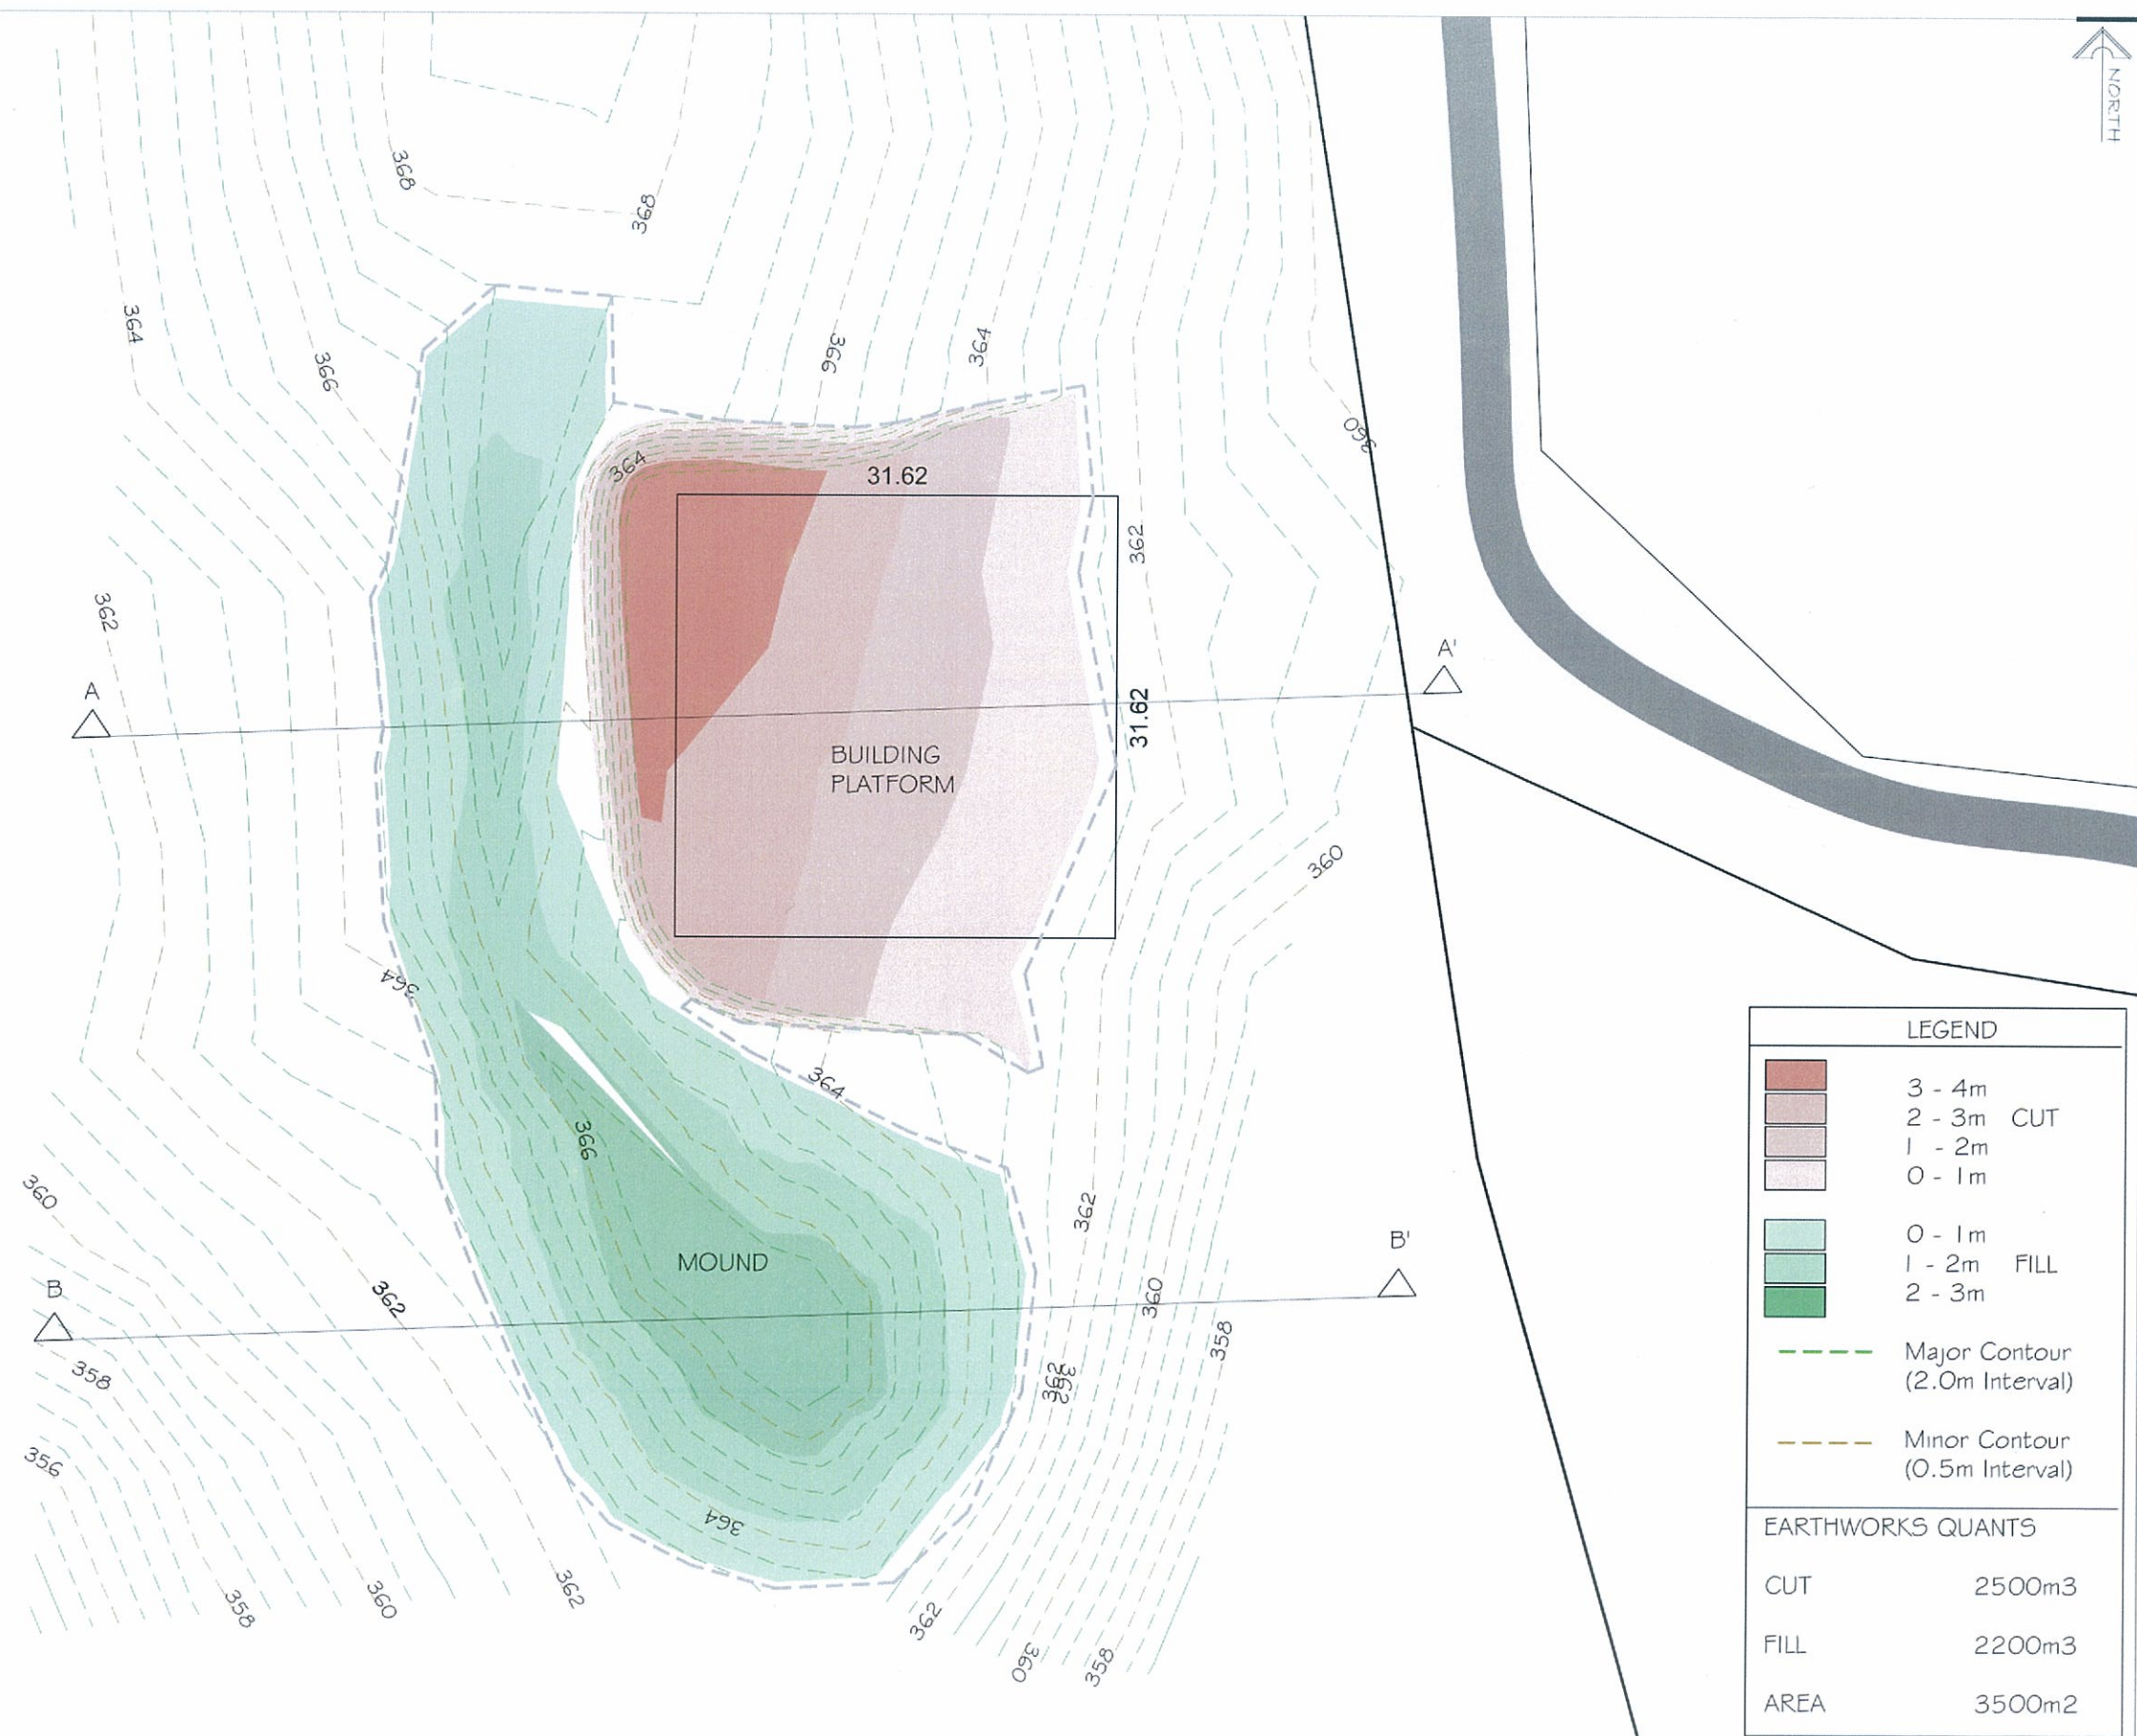 NORTH
368
368
364
366
366
364
360
364
31.62
362
362
A
A'
31.62
BUILDING
PLATFORM
360
364
364
366
360
362
MOUND
B'
B
362
360
358
358
362
362
356
364
358
360
362
362
360
358
LEGEND
3 - 4m
2 - 3m CUT
1 - 2m
0 - 1m
0 - 1m
1 - 2m FILL
2 - 3m
Major Contour
(2.0m Interval)
Minor Contour
(0.5m Interval)
EARTHWORKS QUANTS
CUT 2500m3
FILL 2200m3
AREA 3500m2